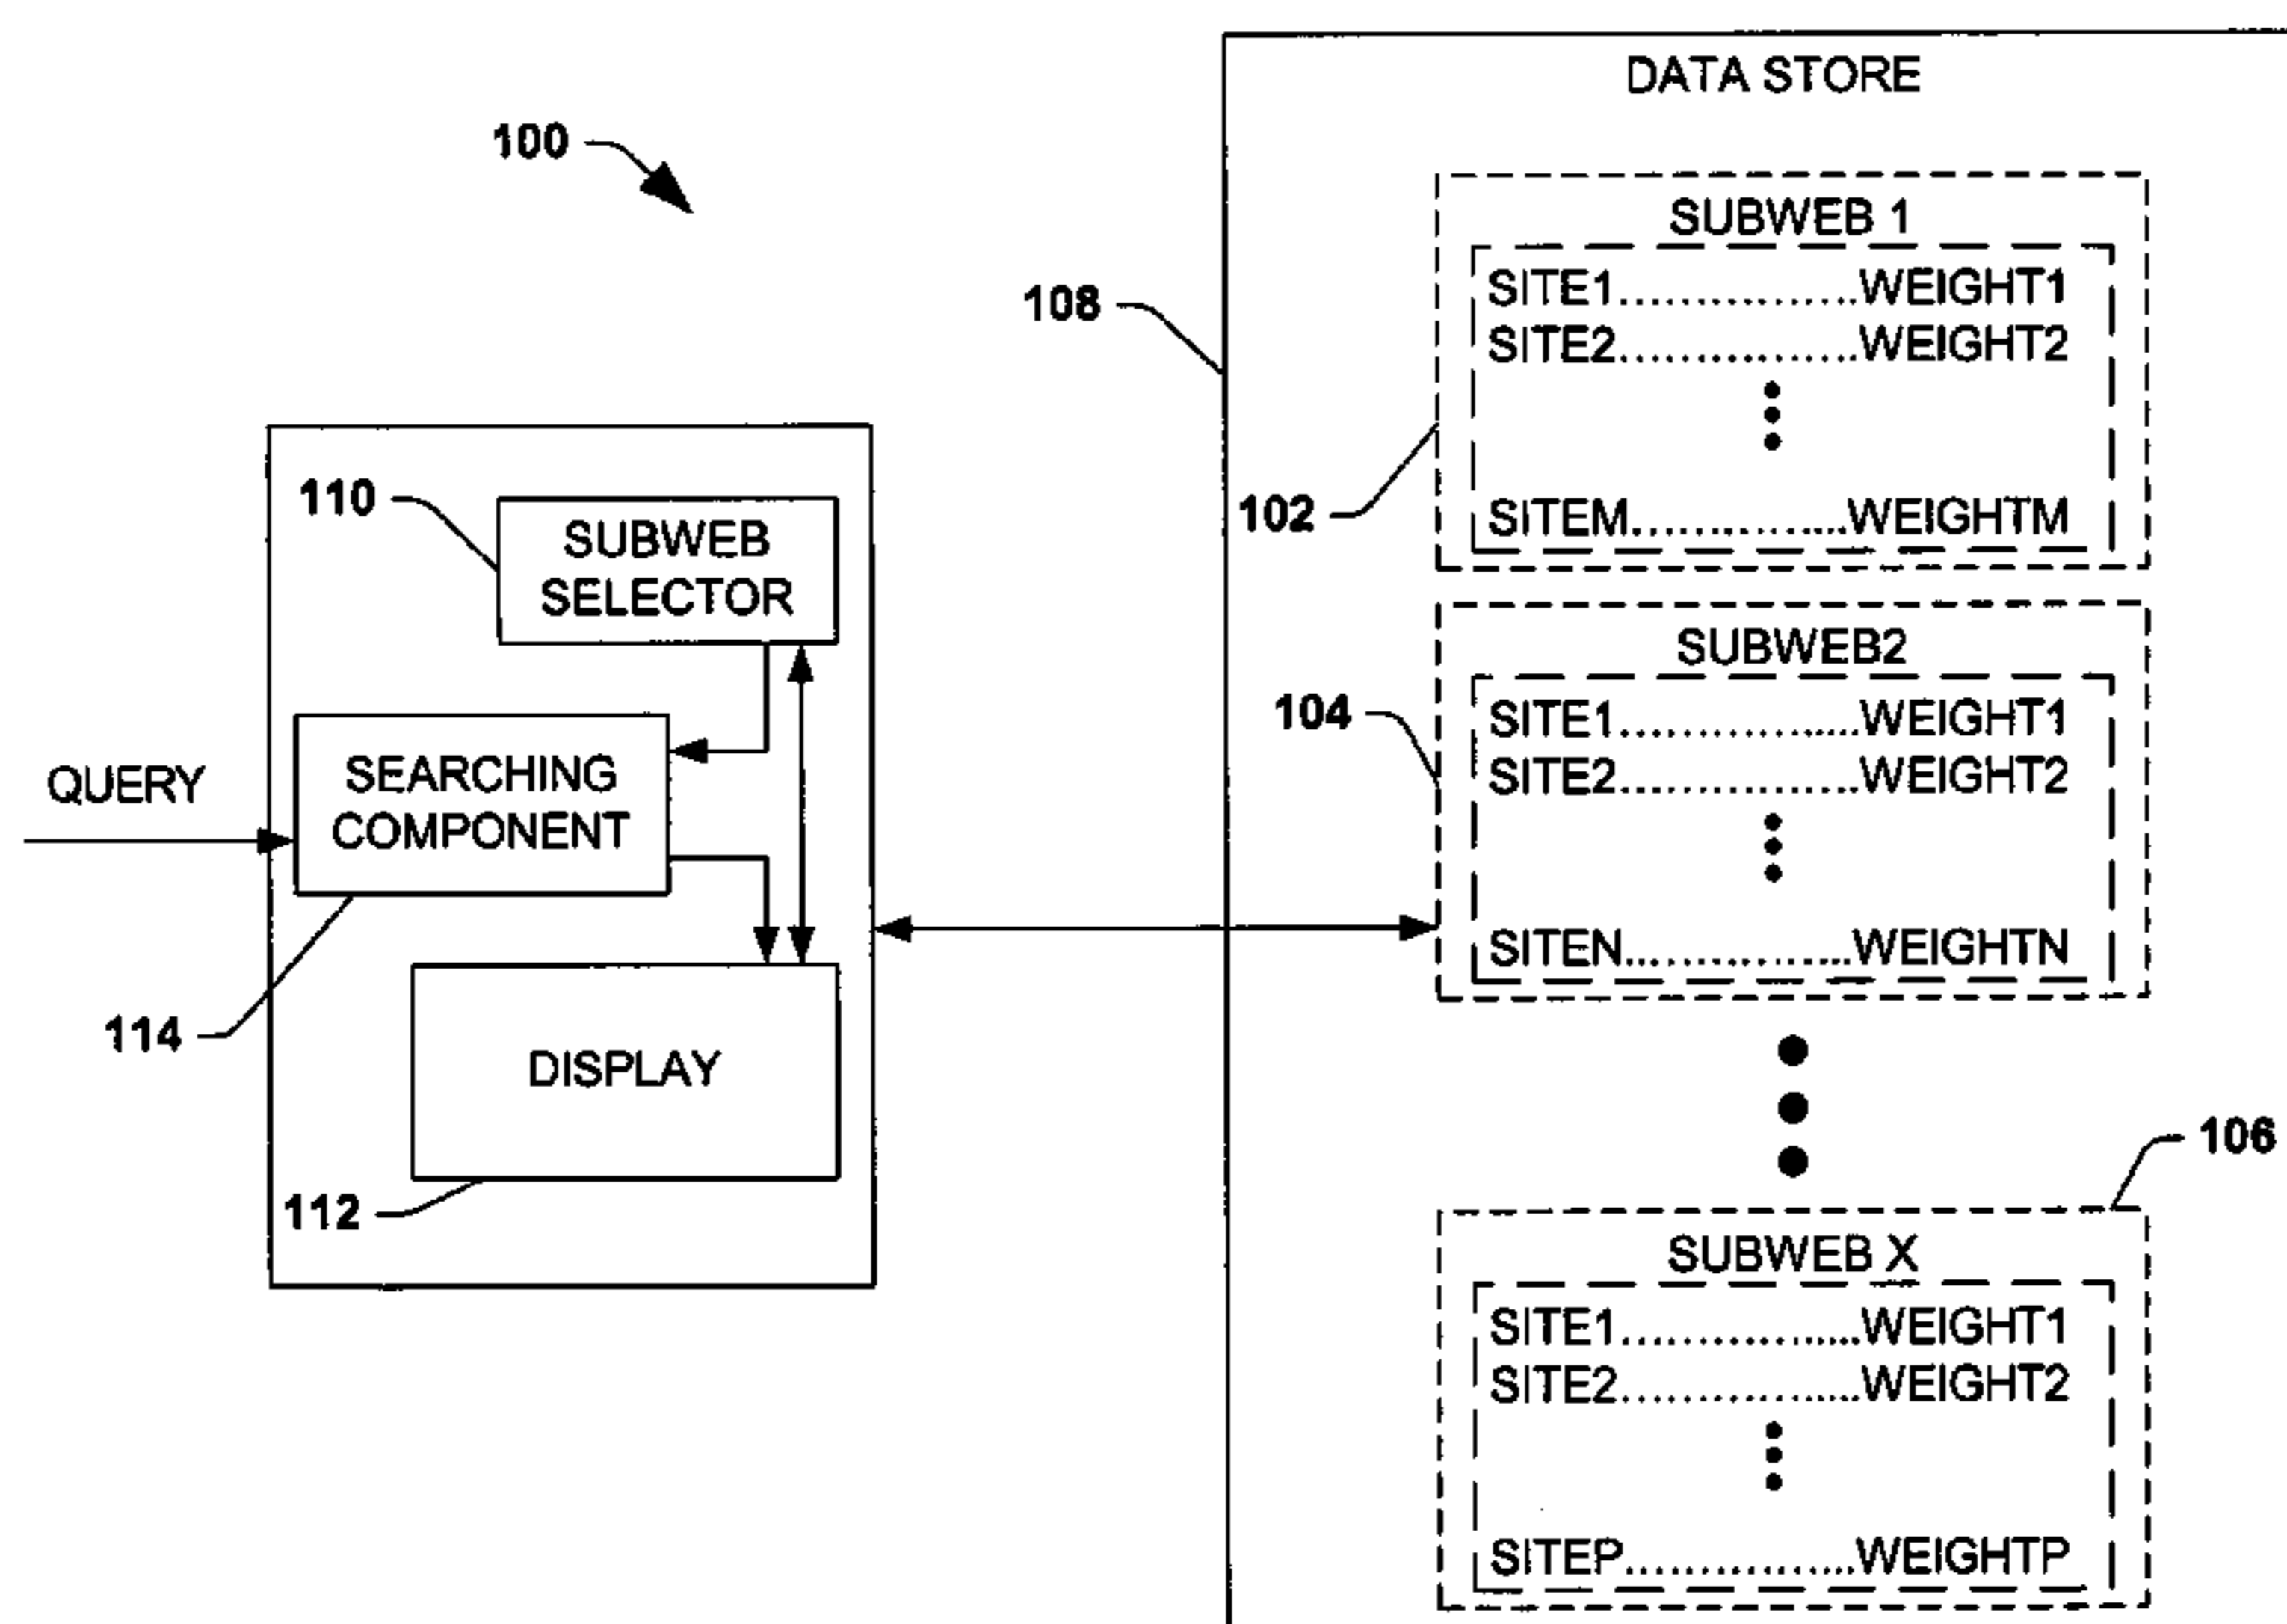 100
110
SUBWEB
SELECTOR
QUERY
SEARCHING
COMPONENT
114
DISPLAY
112
DATA STORE
108
SUBWEB 1
SITE1................WEIGHT1
SITE2................WEIGHT2
SITEM...............WEIGHTM
102
SUBWEB2
104
SITE1................WEIGHT1
SITE2................WEIGHT2
SITEN...............WEIGHTN
106
SUBWEB X
SITE1................WEIGHT1
SITE2................WEIGHT2
SITEP...............WEIGHTP